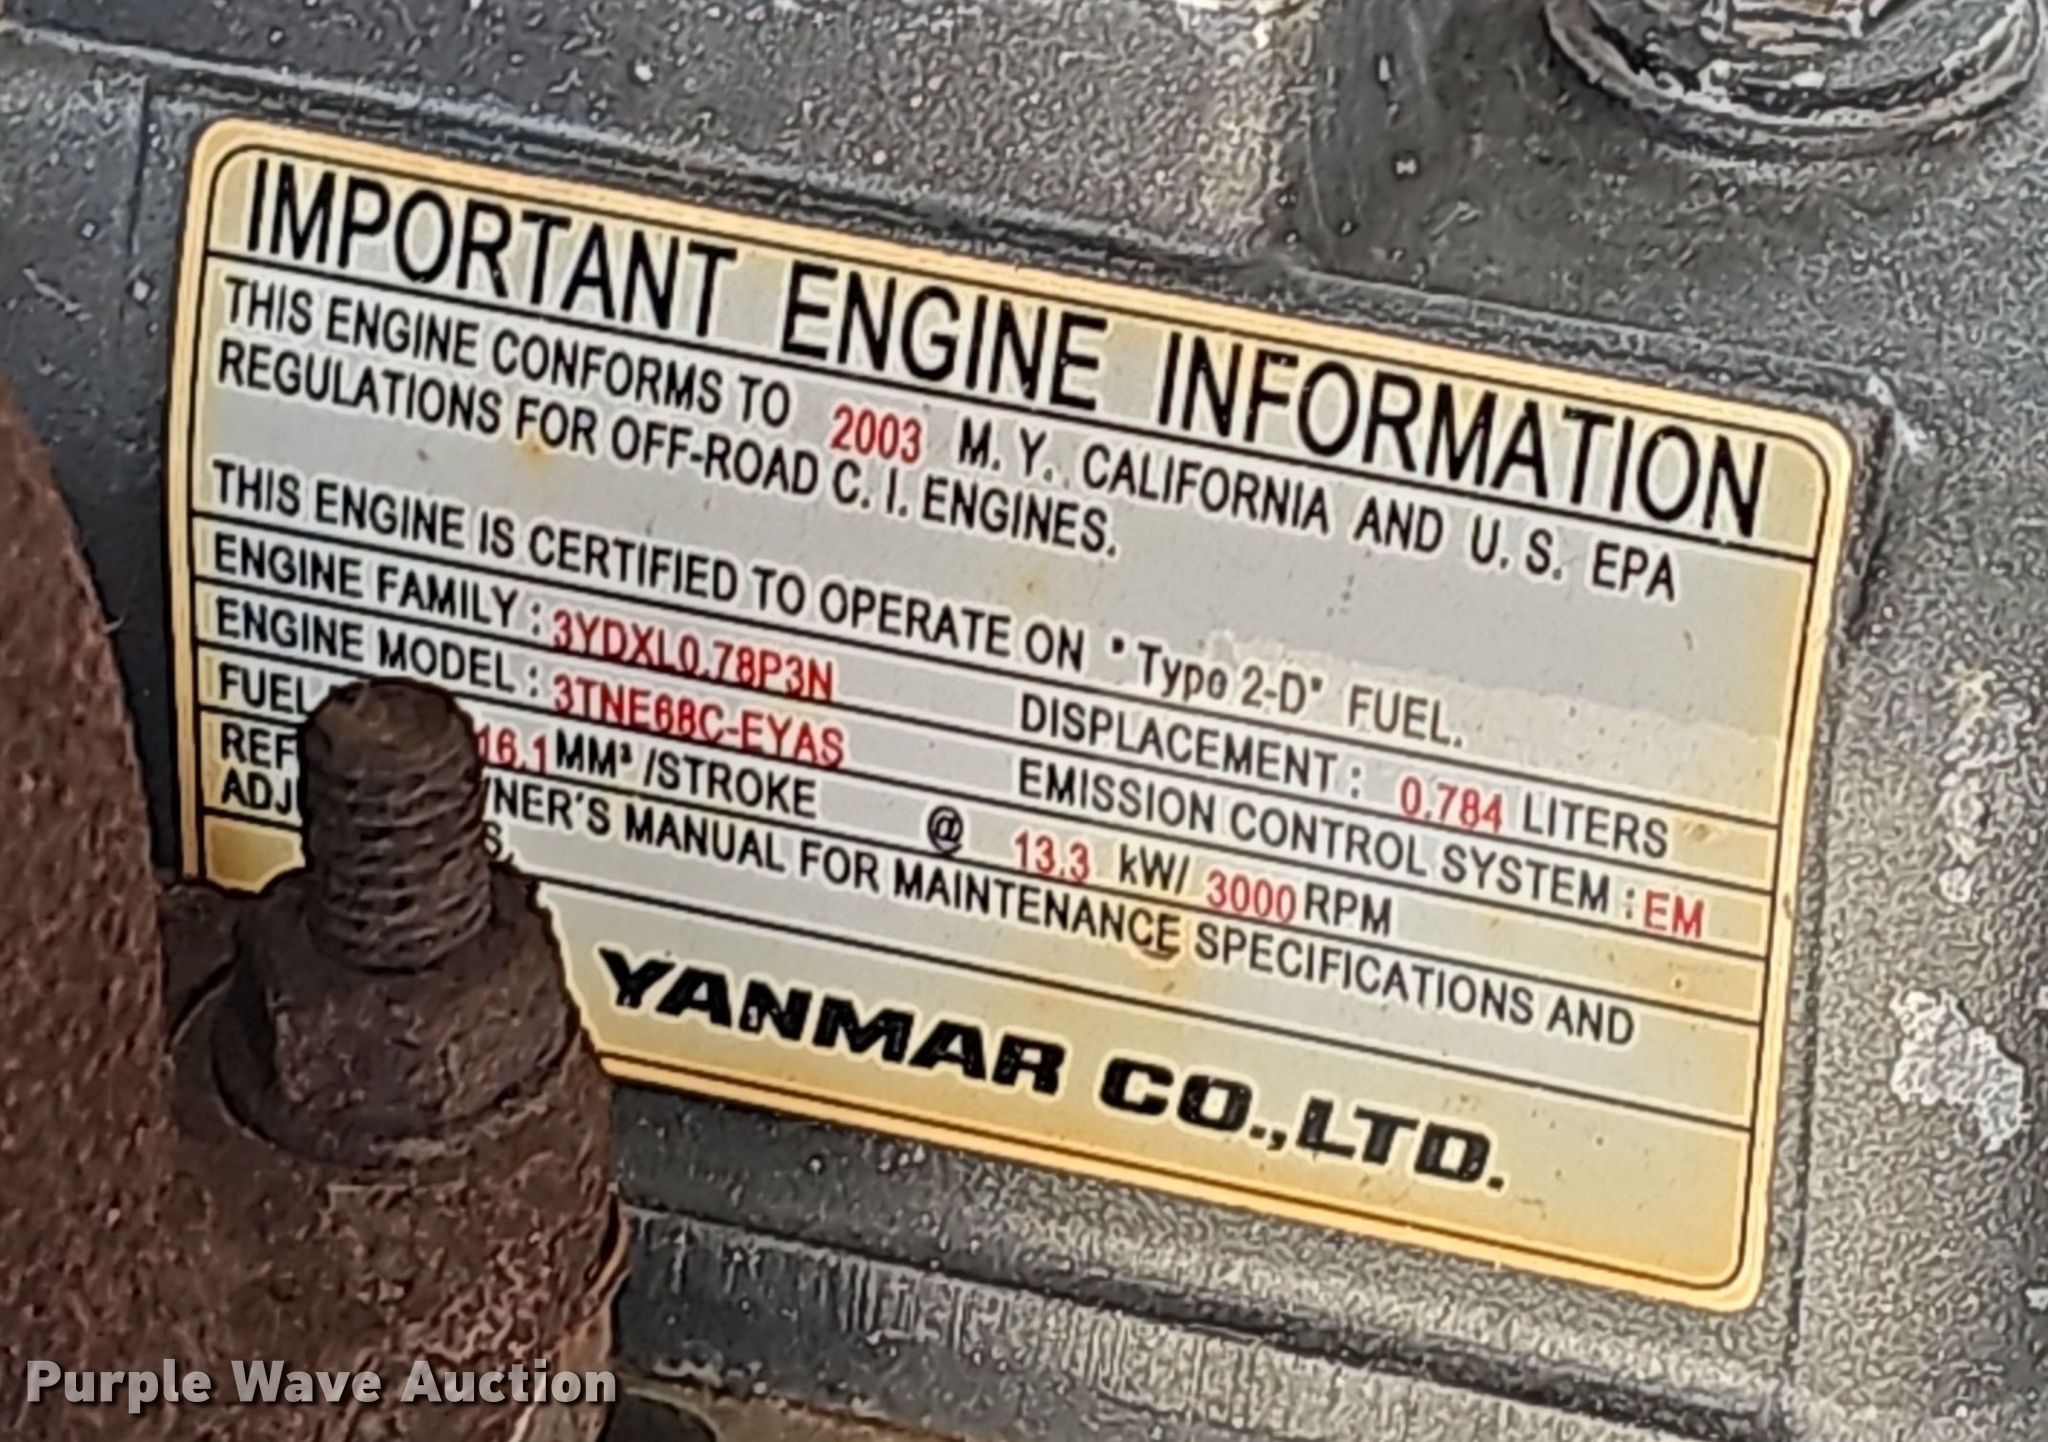 IMPORTANT ENGINE INFORMATION
THIS ENGINE CONFORMS TO 2003 M. Y. CALIFORNIA AND U. S. EPA
REGULATIONS FOR OFF-ROAD C. I. ENGINES.
THIS ENGINE IS CERTIFIED TO OPERATE ON "Type 2-D" FUEL.
ENGINE FAMILY : 3YDXL0.78P3N DISPLACEMENT : 0.784 LITERS
ENGINE MODEL : 3TNE68C-EYAS EMISSION CONTROL SYSTEM : EM
FUEL 16.1 MM³ /STROKE @ 13.3 kW/ 3000 RPM
REF NER'S MANUAL FOR MAINTENANCE SPECIFICATIONS AND
ADJ S.
YANMAR CO.,LTD.
Purple Wave Auction